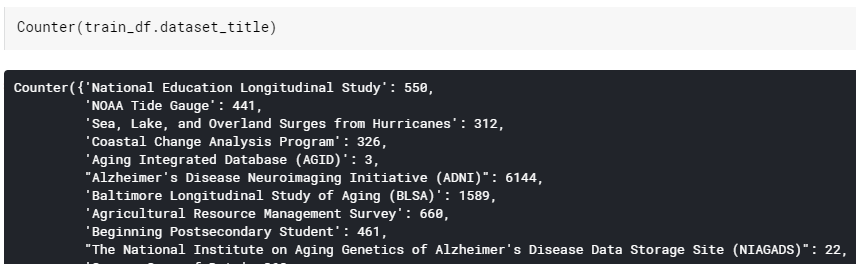 Counter(train_df.dataset_title)
Counter({'National Education Longitudinal Study': 550,
'NOAA Tide Gauge': 441,
'Sea, Lake, and Overland Surges from Hurricanes': 312,
'Coastal Change Analysis Program': 326,
'Aging Integrated Database (AGID)': 3,
"Alzheimer's Disease Neuroimaging Initiative (ADNI)": 6144,
'Baltimore Longitudinal Study of Aging (BLSA)': 1589,
'Agricultural Resource Management Survey': 660,
'Beginning Postsecondary Student': 461,
"The National Institute on Aging Genetics of Alzheimer's Disease Data Storage Site (NIAGADS)": 22,